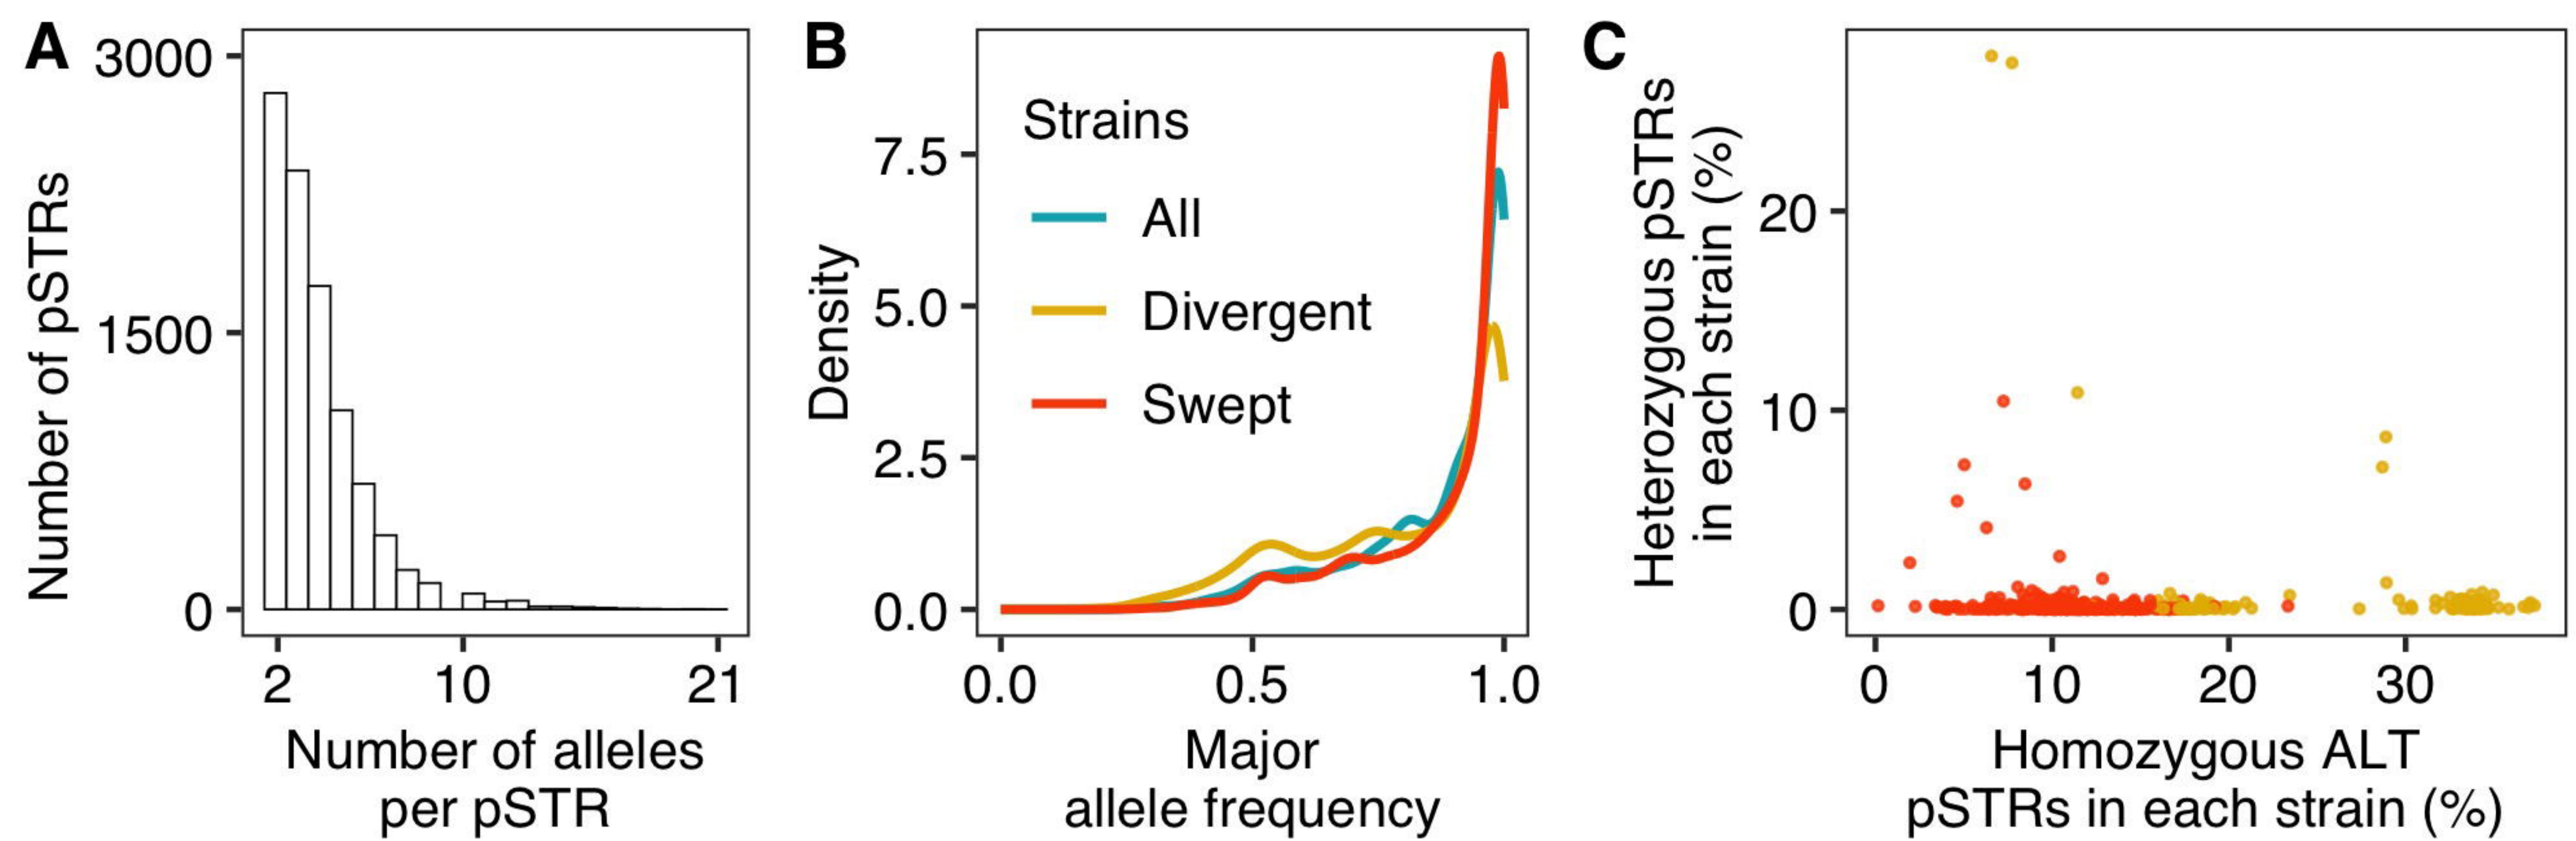 A
3000
1500
0
Number of pSTRs
2
10
21
Number of alleles
per pSTR
B
7.5
5.0
2.5
0.0
Density
Strains
All
Divergent
Swept
0.0
0.5
1.0
Major
allele frequency
C
Heterozygous pSTRs
in each strain (%)
20
10
0
0
10
20
30
Homozygous ALT
pSTRs in each strain (%)